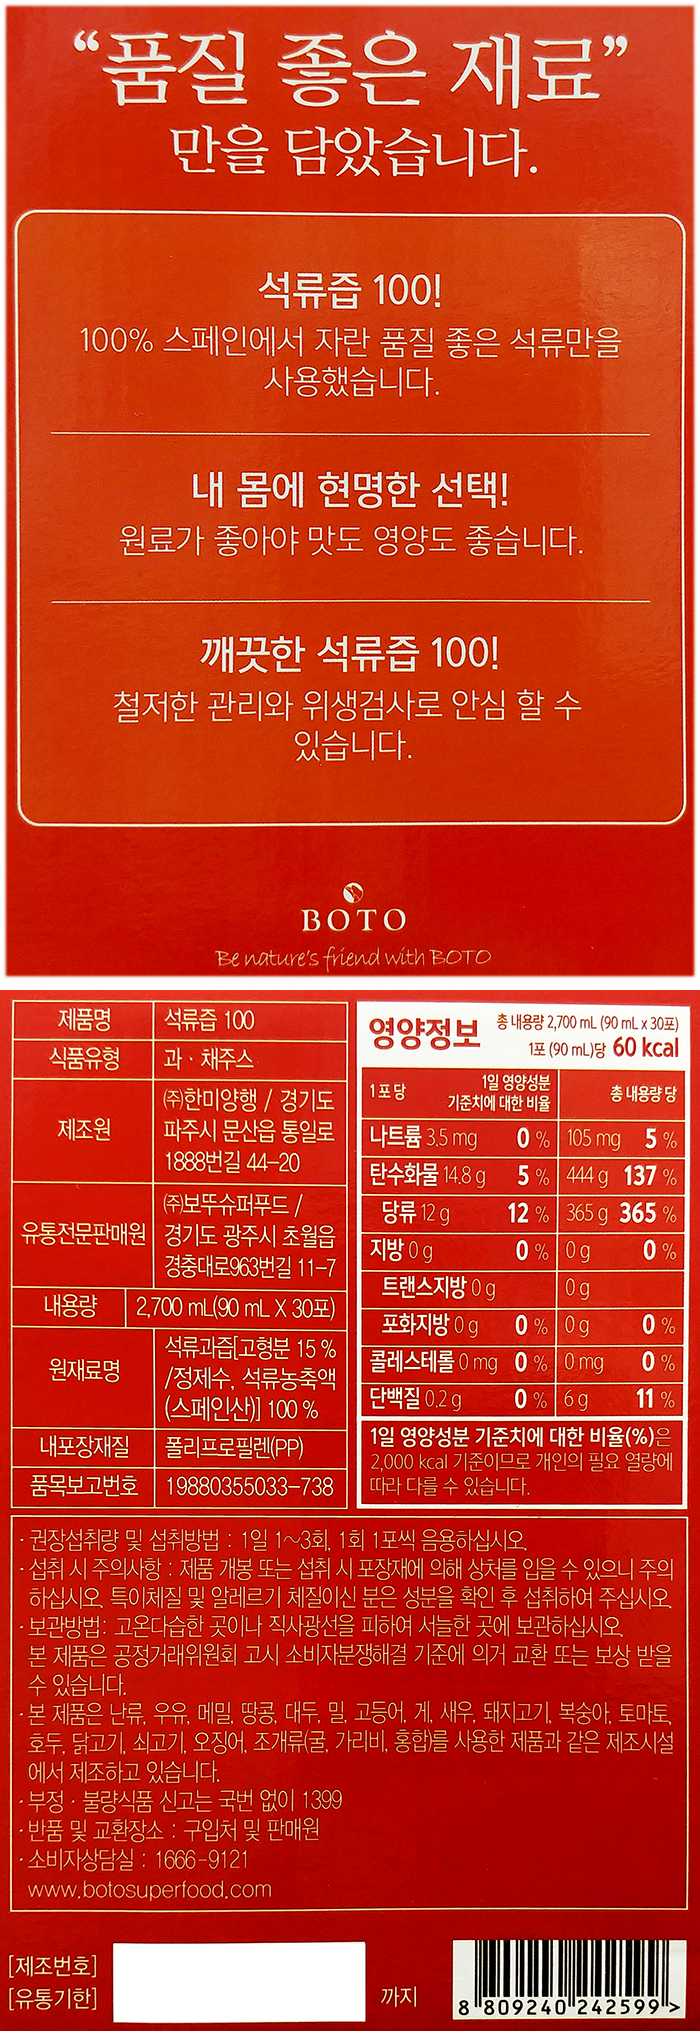 “품질 좋은 재료”
만을 담았습니다.
석류즙 100!
100% 스페인에서 자란 품질 좋은 석류만을
사용했습니다.
내 몸에 현명한 선택!
원료가 좋아야 맛도 영양도 좋습니다.
깨끗한 석류즙 100!
철저한 관리와 위생검사로 안심 할 수
있습니다.
BOTO
Be nature's friend with BOTO
제품명 석류즙 100
식품유형 과·채주스
제조원 ㈜한미양행 / 경기도
파주시 문산읍 통일로
1888번길 44-20
유통전문판매원 ㈜보뚜슈퍼푸드 /
경기도 광주시 초월읍
경충대로963번길 11-7
내용량 2,700 mL(90 mL X 30포)
원재료명 석류과즙[고형분 15 %
/정제수, 석류농축액
(스페인산)] 100 %
내포장재질 폴리프로필렌(PP)
품목보고번호 19880355033-738
영양정보 총 내용량 2,700 mL (90 mL x 30포)
1포 (90 mL)당 60 kcal
1포당 1일 영양성분 기준치에 대한 비율 총 내용량 당
나트륨 3.5 mg 0 % 105 mg 5 %
탄수화물 14.8 g 5 % 444 g 137 %
당류 12 g 12 % 365 g 365 %
지방 0 g 0 % 0 g 0 %
트랜스지방 0 g 0 g
포화지방 0 g 0 % 0 g 0 %
콜레스테롤 0 mg 0 % 0 mg 0 %
단백질 0.2 g 0 % 6 g 11 %
1일 영양성분 기준치에 대한 비율(%)은
2,000 kcal 기준이므로 개인의 필요 열량에
따라 다를 수 있습니다.
· 권장섭취량 및 섭취방법 : 1일 1~3회, 1회 1포씩 음용하십시오.
· 섭취 시 주의사항 : 제품 개봉 또는 섭취 시 포장재에 의해 상처를 입을 수 있으니 주의
하십시오. 특이체질 및 알레르기 체질이신 분은 성분을 확인 후 섭취하여 주십시오.
· 보관방법: 고온다습한 곳이나 직사광선을 피하여 서늘한 곳에 보관하십시오.
본 제품은 공정거래위원회 고시 소비자분쟁해결 기준에 의거 교환 또는 보상 받을
수 있습니다.
· 본 제품은 난류, 우유, 메밀, 땅콩, 대두, 밀, 고등어, 게, 새우, 돼지고기, 복숭아, 토마토,
호두, 닭고기, 쇠고기, 오징어, 조개류(굴, 가리비, 홍합)를 사용한 제품과 같은 제조시설
에서 제조하고 있습니다.
· 부정·불량식품 신고는 국번 없이 1399
· 반품 및 교환장소 : 구입처 및 판매원
· 소비자상담실 : 1666-9121
www.botosuperfood.com
[제조번호]
[유통기한] 까지
8 809240 242599 >